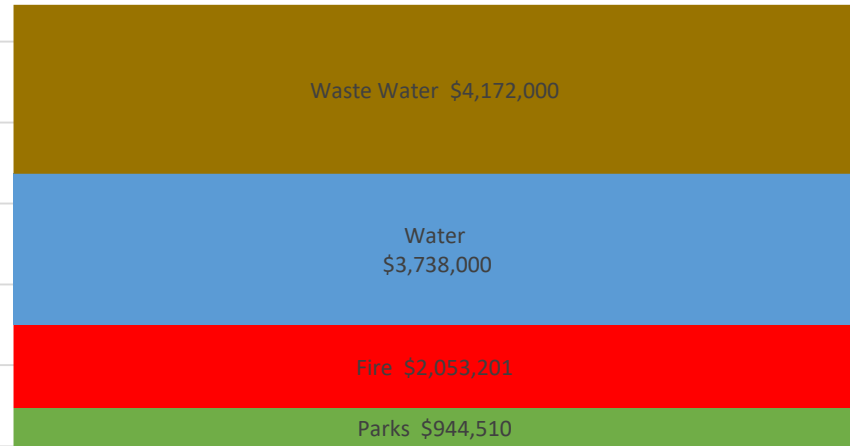 Waste Water $4,172,000
Water
$3,738,000
Fire $2,053,201
Parks $944,510